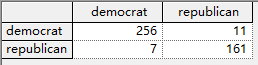 democrat republican
democrat 256 11
republican 7 161